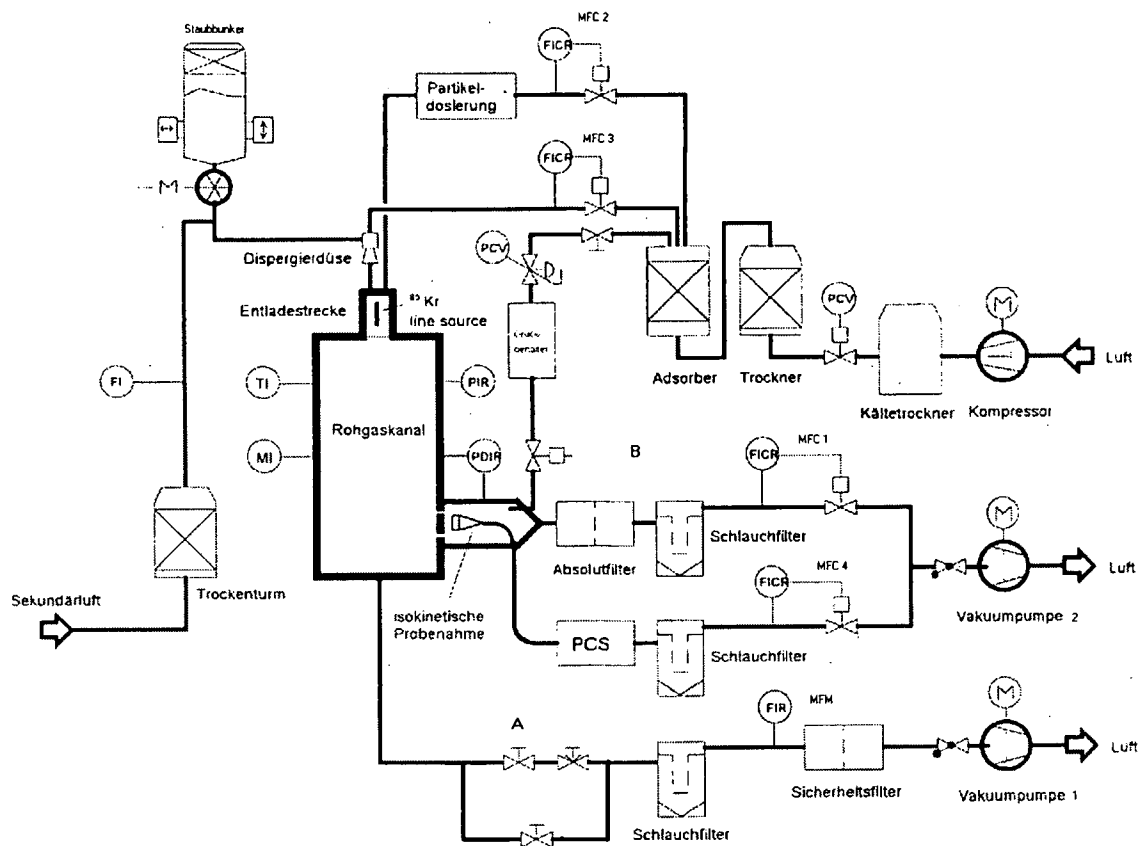 MFC 2
Staubbunker
FICR
Partikel-
dosierung
MFC 3
FICR
M
PCV
Dispergierdüse
PCV
M
Entladestrecke
85 Kr
line source
Luft
Adsorber
Trockner
Kältetrockner
Kompressor
FI
TI
PIR
Rohgaskanal
MI
PDIR
B
FICR
MFC 1
M
Schlauchfilter
Absolutfilter
Luft
Trockenturm
FICR
MFC 4
Vakuumpumpe 2
Sekundärluft
isokinetische
Probenahme
PCS
Schlauchfilter
M
A
FIR
MFM
Luft
Sicherheitsfilter
Vakuumpumpe 1
Schlauchfilter